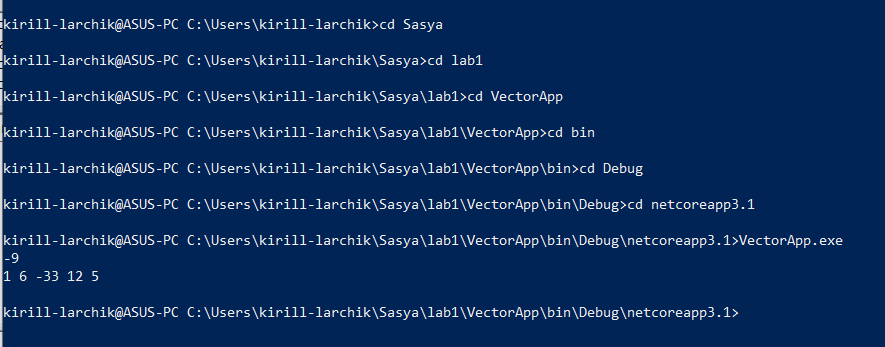 kirill-larchik@ASUS-PC C:\Users\kirill-larchik>cd Sasya
kirill-larchik@ASUS-PC C:\Users\kirill-larchik\Sasya>cd lab1
kirill-larchik@ASUS-PC C:\Users\kirill-larchik\Sasya\lab1>cd VectorApp
kirill-larchik@ASUS-PC C:\Users\kirill-larchik\Sasya\lab1\VectorApp>cd bin
kirill-larchik@ASUS-PC C:\Users\kirill-larchik\Sasya\lab1\VectorApp\bin>cd Debug
kirill-larchik@ASUS-PC C:\Users\kirill-larchik\Sasya\lab1\VectorApp\bin\Debug>cd netcoreapp3.1
kirill-larchik@ASUS-PC C:\Users\kirill-larchik\Sasya\lab1\VectorApp\bin\Debug\netcoreapp3.1>VectorApp.exe
-9
1 6 -33 12 5
kirill-larchik@ASUS-PC C:\Users\kirill-larchik\Sasya\lab1\VectorApp\bin\Debug\netcoreapp3.1>